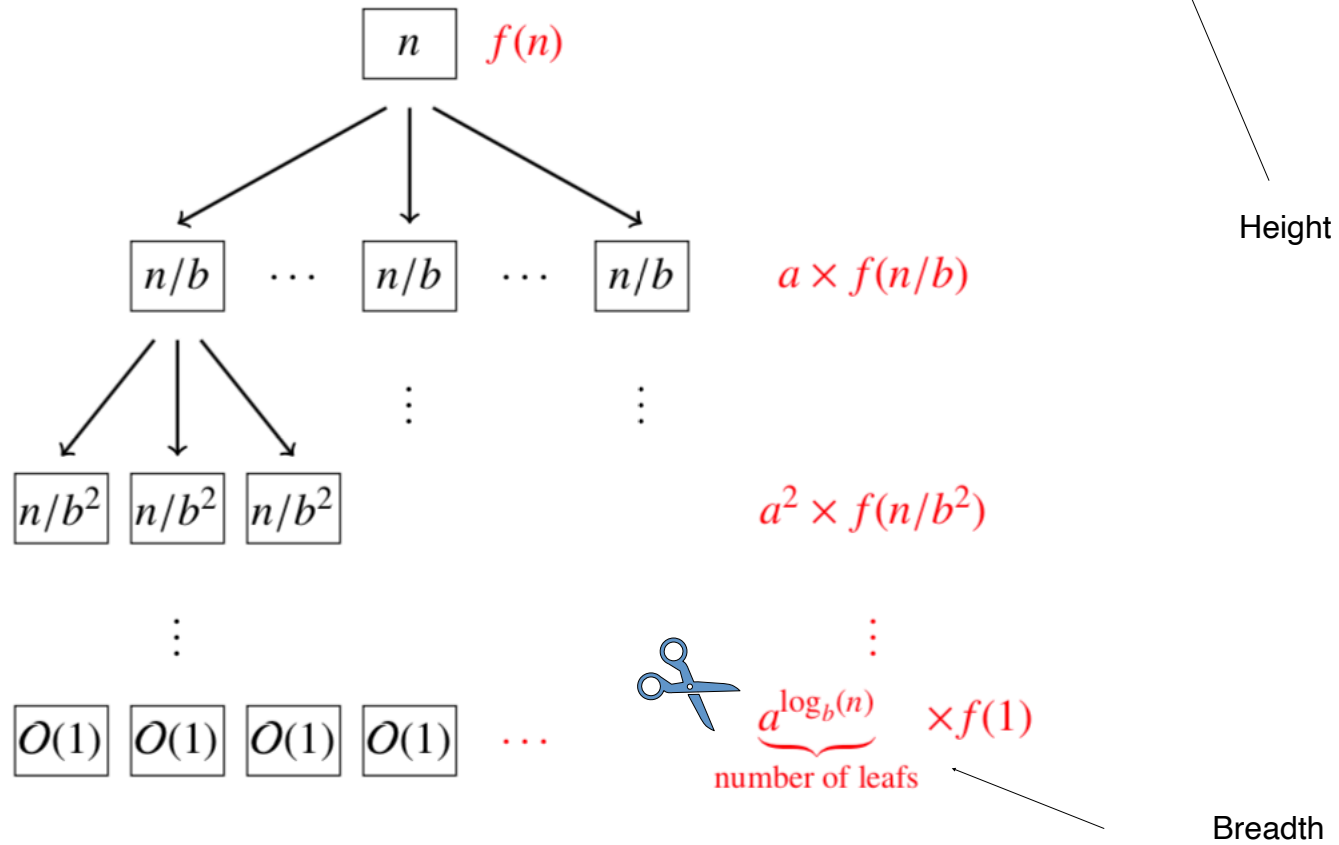 n f(n)
Height
n/b ··· n/b ··· n/b a × f(n/b)
⋮ ⋮
n/b² n/b² n/b² a² × f(n/b²)
⋮ ⋮
O(1) O(1) O(1) O(1) ··· a^log_b(n) ×f(1)
number of leafs
Breadth